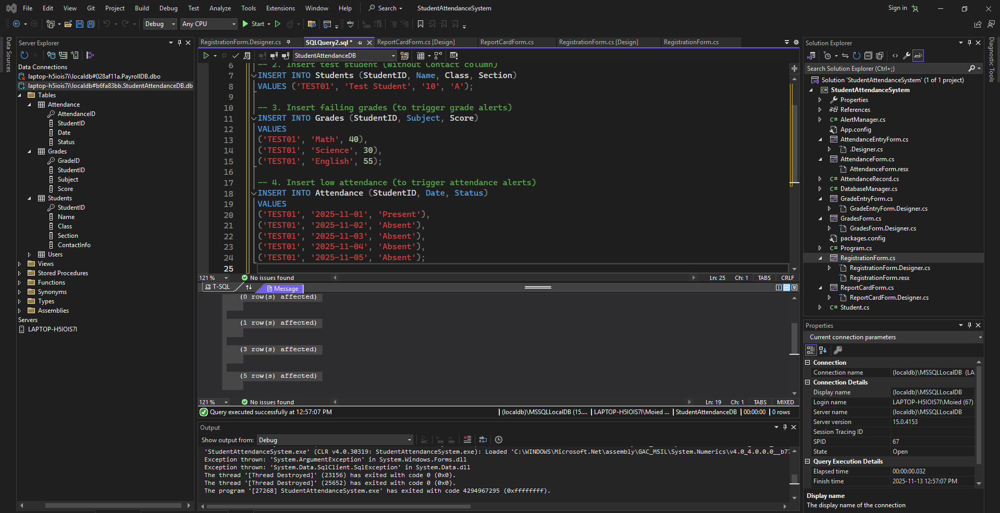 File Edit View Git Project Build Debug Test Analyze Tools Extensions Window Help Search StudentAttendanceSystem Sign in
Debug Any CPU Start
Data Sources
Server Explorer
Data Connections
laptop-h5iois7i\localdb#028af11a.PayrollDB.dbo
laptop-h5iois7i\localdb#b6fa83bb.StudentAttendanceDB.db
Tables
Attendance
AttendanceID
StudentID
Date
Status
Grades
GradeID
StudentID
Subject
Score
Students
StudentID
Name
Class
Section
ContactInfo
Users
Views
Stored Procedures
Functions
Synonyms
Types
Assemblies
Servers
LAPTOP-H5IOIS7I
RegistrationForm.Designer.cs SQLQuery2.sql * ReportCardForm.cs [Design] ReportCardForm.cs RegistrationForm.cs [Design] RegistrationForm.cs
StudentAttendanceDB
6 -- 2. Insert test student (Without Contact column)
7 INSERT INTO Students (StudentID, Name, Class, Section)
8 VALUES ('TEST01', 'Test Student', '10', 'A');
9
10 -- 3. Insert failing grades (to trigger grade alerts)
11 INSERT INTO Grades (StudentID, Subject, Score)
12 VALUES
13 ('TEST01', 'Math', 40),
14 ('TEST01', 'Science', 30),
15 ('TEST01', 'English', 55);
16
17 -- 4. Insert low attendance (to trigger attendance alerts)
18 INSERT INTO Attendance (StudentID, Date, Status)
19 VALUES
20 ('TEST01', '2025-11-01', 'Present'),
21 ('TEST01', '2025-11-02', 'Absent'),
22 ('TEST01', '2025-11-03', 'Absent'),
23 ('TEST01', '2025-11-04', 'Absent'),
24 ('TEST01', '2025-11-05', 'Absent');
25
121 % No issues found Ln: 25 Ch: 1 TABS CRLF
T-SQL Message
(0 row(s) affected)
(1 row(s) affected)
(3 row(s) affected)
(5 row(s) affected)
121 % No issues found Ln: 19 Ch: 1 TABS MIXED
Query executed successfully at 12:57:07 PM (localdb)\MSSQLLocalDB (15.... LAPTOP-H5IOIS7I\Moied ... StudentAttendanceDB 00:00:00 0 rows
Output
Show output from: Debug
'StudentAttendanceSystem.exe' (CLR v4.0.30319: StudentAttendanceSystem.exe): Loaded 'C:\WINDOWS\Microsoft.Net\assembly\GAC_MSIL\System.Numerics\v4.0_4.0.0.0__b77
Exception thrown: 'System.ArgumentException' in System.Windows.Forms.dll
Exception thrown: 'System.Data.SqlClient.SqlException' in System.Data.dll
The thread '[Thread Destroyed]' (23156) has exited with code 0 (0x0).
The thread '[Thread Destroyed]' (25652) has exited with code 0 (0x0).
The program '[27268] StudentAttendanceSystem.exe' has exited with code 4294967295 (0xffffffff).
Solution Explorer
Search Solution Explorer (Ctrl+;)
Solution 'StudentAttendanceSystem' (1 of 1 project)
StudentAttendanceSystem
Properties
References
C# AlertManager.cs
App.config
AttendanceEntryForm.cs
.Designer.cs
AttendanceForm.cs
AttendanceForm.resx
C# AttendanceRecord.cs
C# DatabaseManager.cs
GradeEntryForm.cs
GradeEntryForm.Designer.cs
GradesForm.cs
GradesForm.Designer.cs
packages.config
C# Program.cs
RegistrationForm.cs
RegistrationForm.Designer.cs
RegistrationForm.resx
ReportCardForm.cs
ReportCardForm.Designer.cs
C# Student.cs
Properties
Current connection parameters
Connection
Connection name (localdb)\MSSQLLocalDB (LA
Connection Details
Display name (localdb)\MSSQLLocalDB
Login name LAPTOP-H5IOIS7I\Moied (67)
Server name (localdb)\MSSQLLocalDB
Server version 15.0.4153
Session Tracing ID
SPID 67
State Open
Query Execution Details
Elapsed time 00:00:00.032
Finish time 2025-11-13 12:57:07 PM
Display name
The display name of the connection
Diagnostic Tools